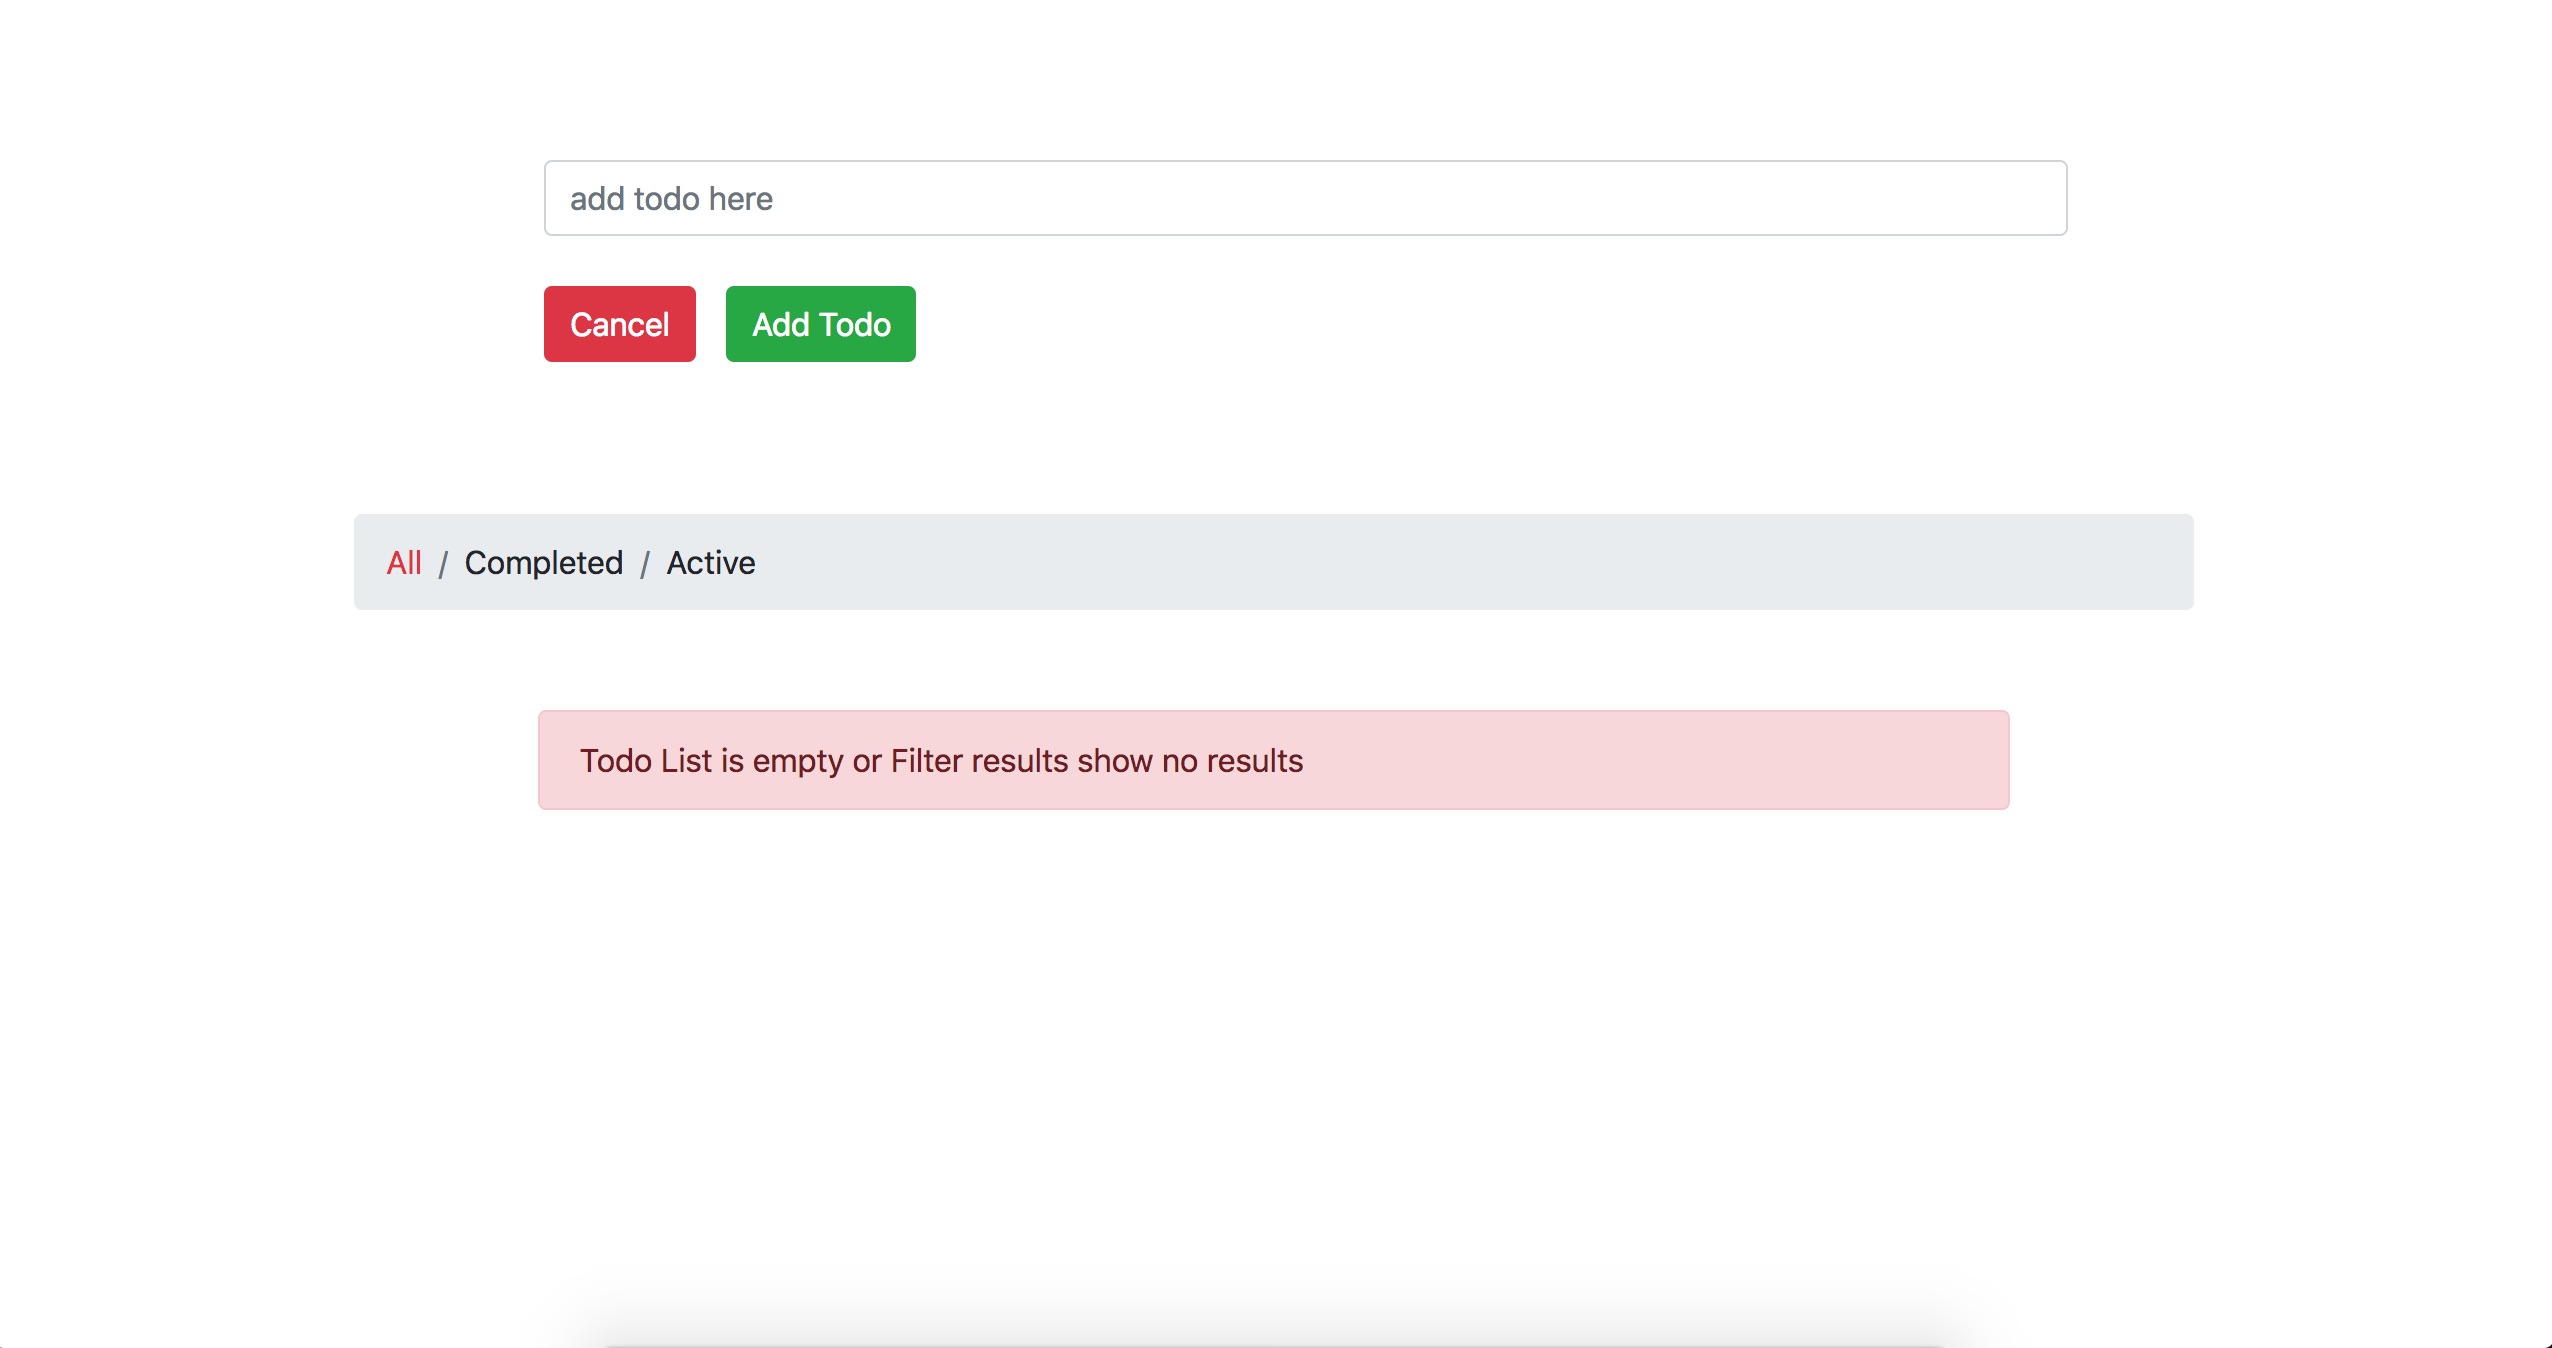 add todo here
Cancel Add Todo
All / Completed / Active
Todo List is empty or Filter results show no results